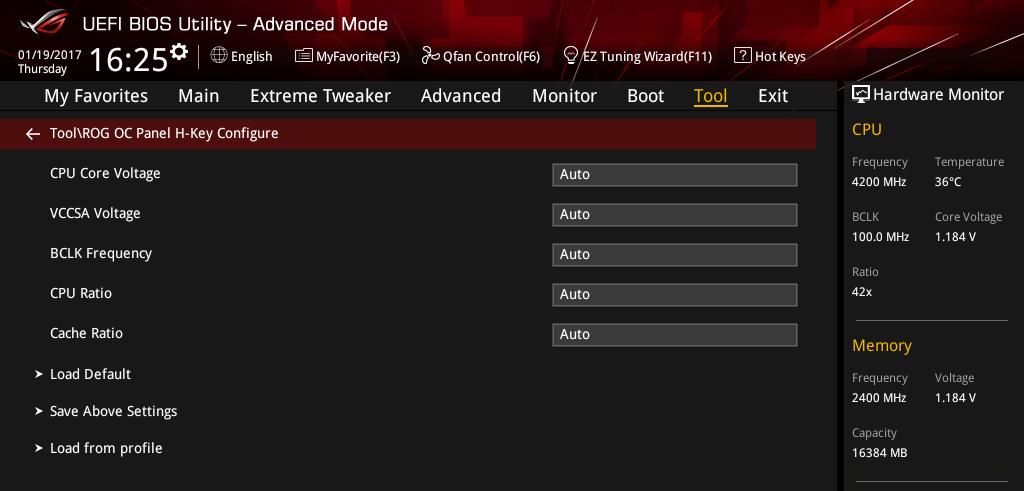 UEFI BIOS Utility – Advanced Mode
01/19/2017
Thursday
16:25
English
MyFavorite(F3)
Qfan Control(F6)
EZ Tuning Wizard(F11)
? Hot Keys
My Favorites Main Extreme Tweaker Advanced Monitor Boot Tool Exit
Tool\ROG OC Panel H-Key Configure
CPU Core Voltage Auto
VCCSA Voltage Auto
BCLK Frequency Auto
CPU Ratio Auto
Cache Ratio Auto
Load Default
Save Above Settings
Load from profile
Hardware Monitor
CPU
Frequency Temperature
4200 MHz 36°C
BCLK Core Voltage
100.0 MHz 1.184 V
Ratio
42x
Memory
Frequency Voltage
2400 MHz 1.184 V
Capacity
16384 MB